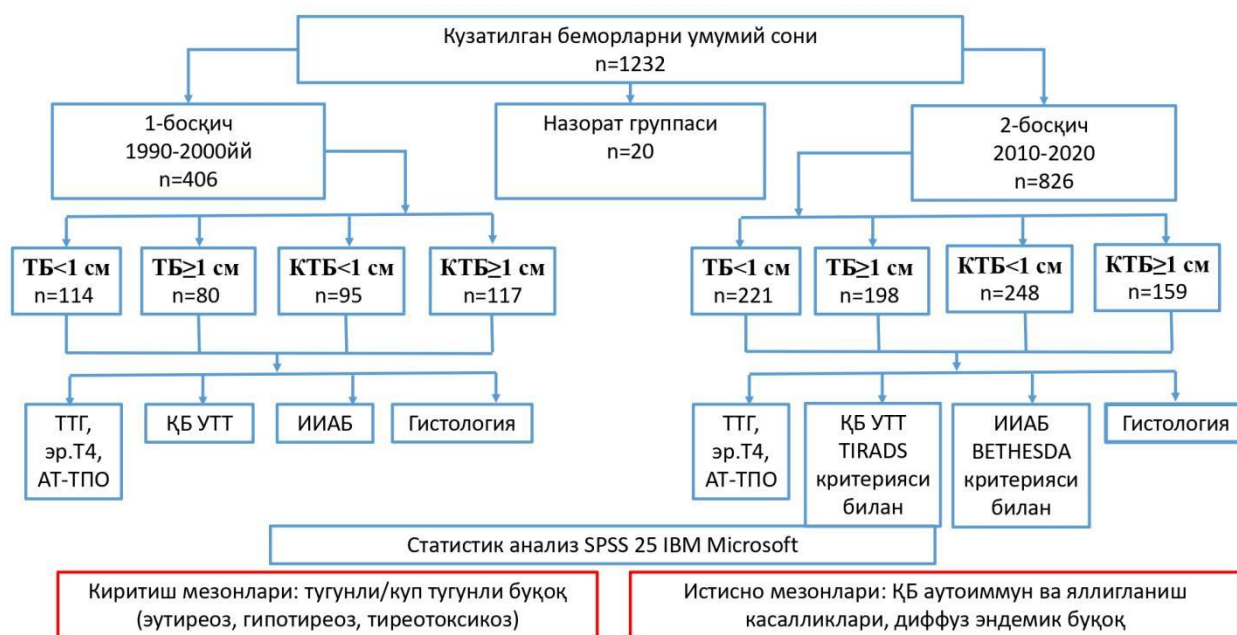 Кузатилган беморларни умумий сони
n=1232
1-босқич
1990-2000йй
n=406
Назорат группаси
n=20
2-босқич
2010-2020
n=826
ТБ<1 см
n=114
ТБ≥1 см
n=80
КТБ<1 см
n=95
КТБ≥1 см
n=117
ТБ<1 см
n=221
ТБ≥1 см
n=198
КТБ<1 см
n=248
КТБ≥1 см
n=159
ТТГ,
эр.Т4,
АТ-ТПО
ҚБ УТТ
ИИАБ
Гистология
ТТГ,
эр.Т4,
АТ-ТПО
ҚБ УТТ
TIRADS
критерияси
билан
ИИАБ
BETHESDA
критерияси
билан
Гистология
Статистик анализ SPSS 25 IBM Microsoft
Киритиш мезонлари: тугунли/куп тугунли буқоқ
(эутиреоз, гипотиреоз, тиреотоксикоз)
Истисно мезонлари: ҚБ аутоиммун ва яллигланиш
касалликлари, диффуз эндемик буқоқ